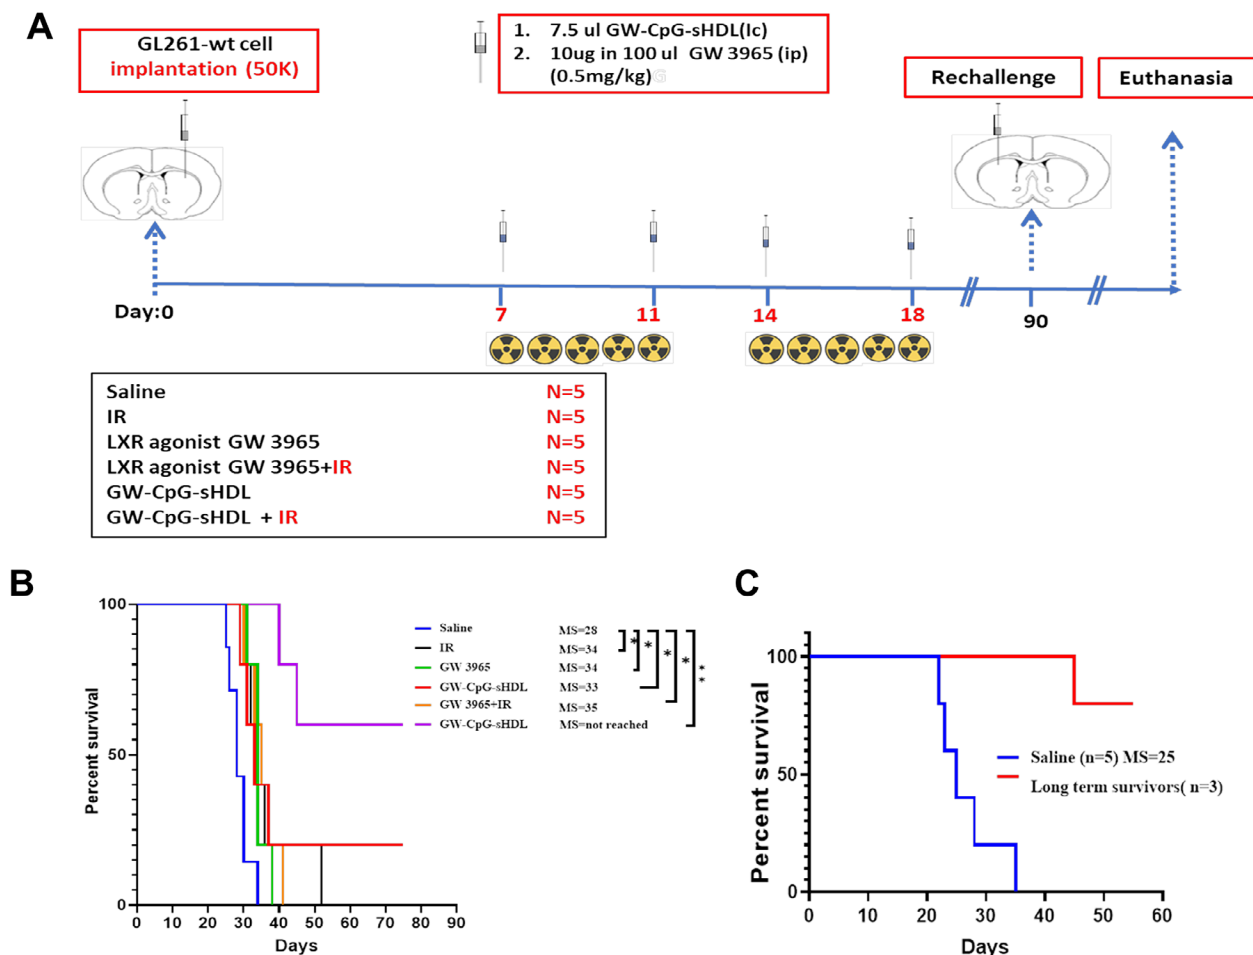 A
GL261-wt cell
implantation (50K)
1. 7.5 ul GW-CpG-sHDL(Ic)
2. 10ug in 100 ul GW 3965 (ip)
(0.5mg/kg)G
Rechallenge
Euthanasia
Day:0
7
11
14
18
90
Saline N=5
IR N=5
LXR agonist GW 3965 N=5
LXR agonist GW 3965+IR N=5
GW-CpG-sHDL N=5
GW-CpG-sHDL + IR N=5
B
Percent survival
100
50
0
0 10 20 30 40 50 60 70 80 90
Days
Saline MS=28
IR MS=34
GW 3965 MS=34
GW-CpG-sHDL MS=33
GW 3965+IR MS=35
GW-CpG-sHDL MS=not reached
*
*
*
*
**
C
Percent survival
100
50
0
0 10 20 30 40 50 60
Days
Saline (n=5) MS=25
Long term survivors( n=3)